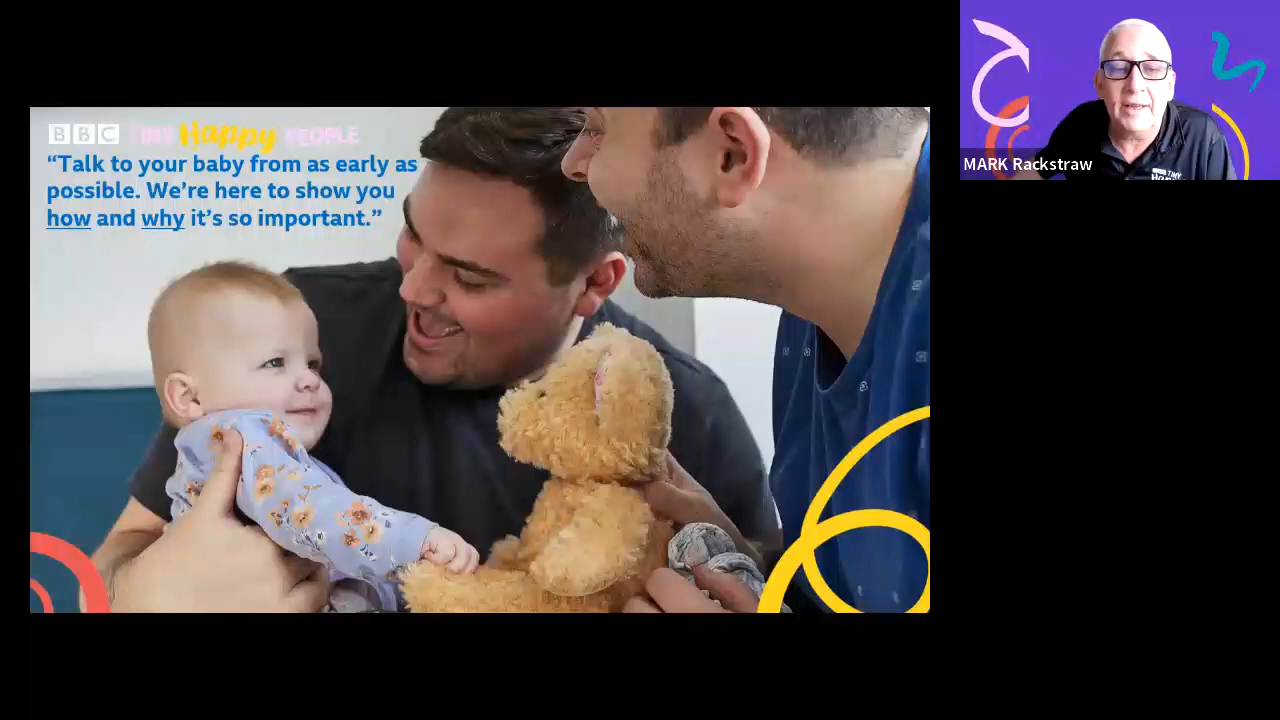 BBC TINY Happy PEOPLE
“Talk to your baby from as early as
possible. We’re here to show you
how and why it’s so important.”
MARK Rackstraw
TINY